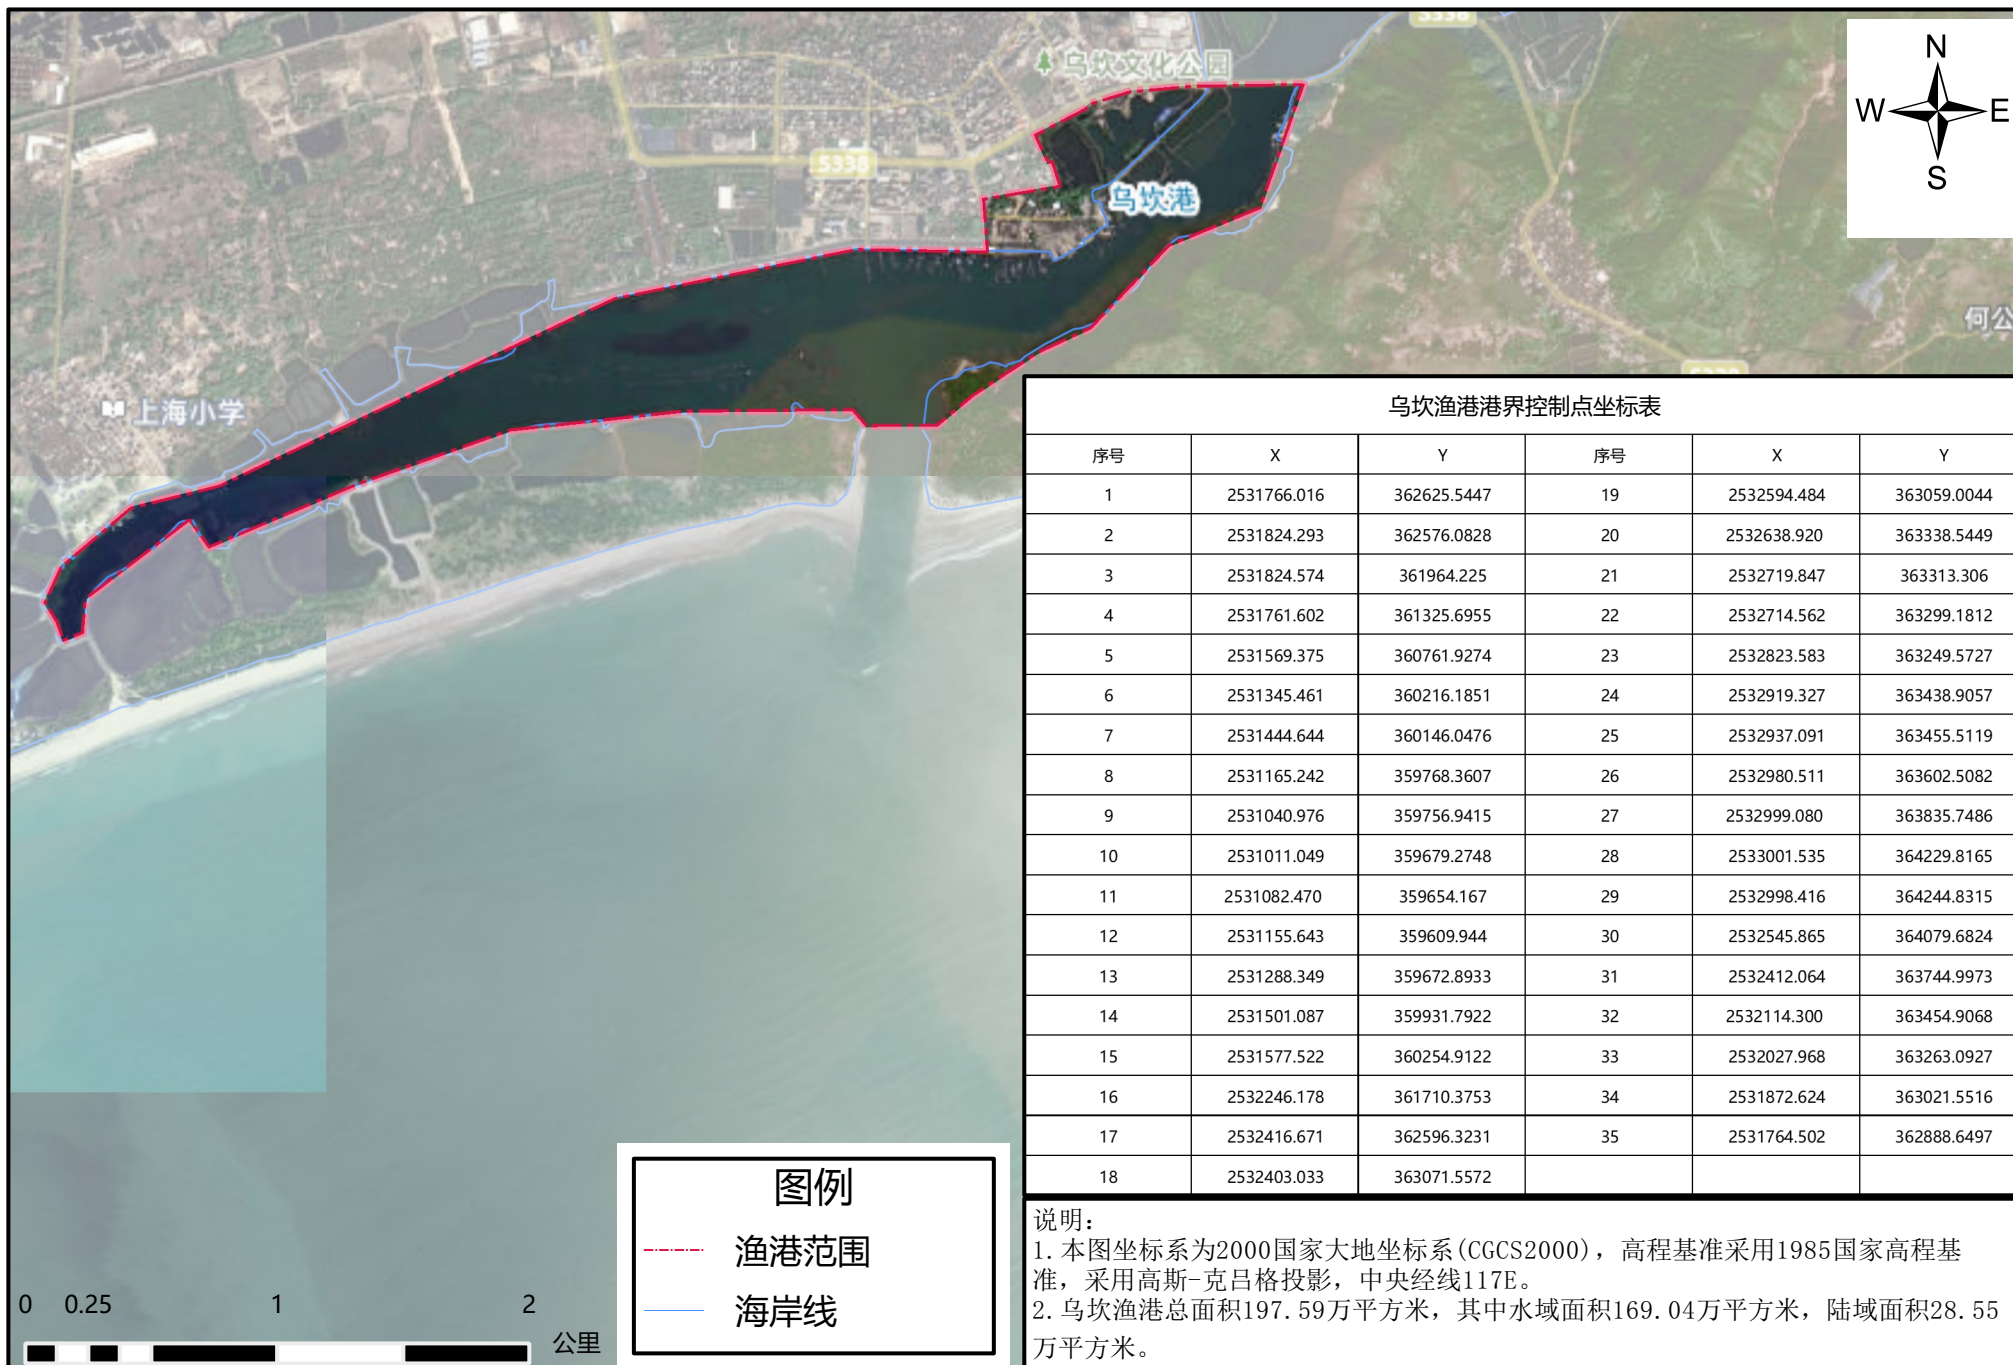 S338
乌坎文化公园
N
W E
S
S338
乌坎港
何公
上海小学
乌坎渔港港界控制点坐标表
序号 X Y 序号 X Y
1 2531766.016 362625.5447 19 2532594.484 363059.0044
2 2531824.293 362576.0828 20 2532638.920 363338.5449
3 2531824.574 361964.225 21 2532719.847 363313.306
4 2531761.602 361325.6955 22 2532714.562 363299.1812
5 2531569.375 360761.9274 23 2532823.583 363249.5727
6 2531345.461 360216.1851 24 2532919.327 363438.9057
7 2531444.644 360146.0476 25 2532937.091 363455.5119
8 2531165.242 359768.3607 26 2532980.511 363602.5082
9 2531040.976 359756.9415 27 2532999.080 363835.7486
10 2531011.049 359679.2748 28 2533001.535 364229.8165
11 2531082.470 359654.167 29 2532998.416 364244.8315
12 2531155.643 359609.944 30 2532545.865 364079.6824
13 2531288.349 359672.8933 31 2532412.064 363744.9973
14 2531501.087 359931.7922 32 2532114.300 363454.9068
15 2531577.522 360254.9122 33 2532027.968 363263.0927
16 2532246.178 361710.3753 34 2531872.624 363021.5516
17 2532416.671 362596.3231 35 2531764.502 362888.6497
18 2532403.033 363071.5572
说明：
1.本图坐标系为2000国家大地坐标系(CGCS2000)，高程基准采用1985国家高程基
准，采用高斯-克吕格投影，中央经线117E。
2.乌坎渔港总面积197.59万平方米，其中水域面积169.04万平方米，陆域面积28.55
万平方米。
图例
渔港范围
海岸线
0 0.25 1 2
公里